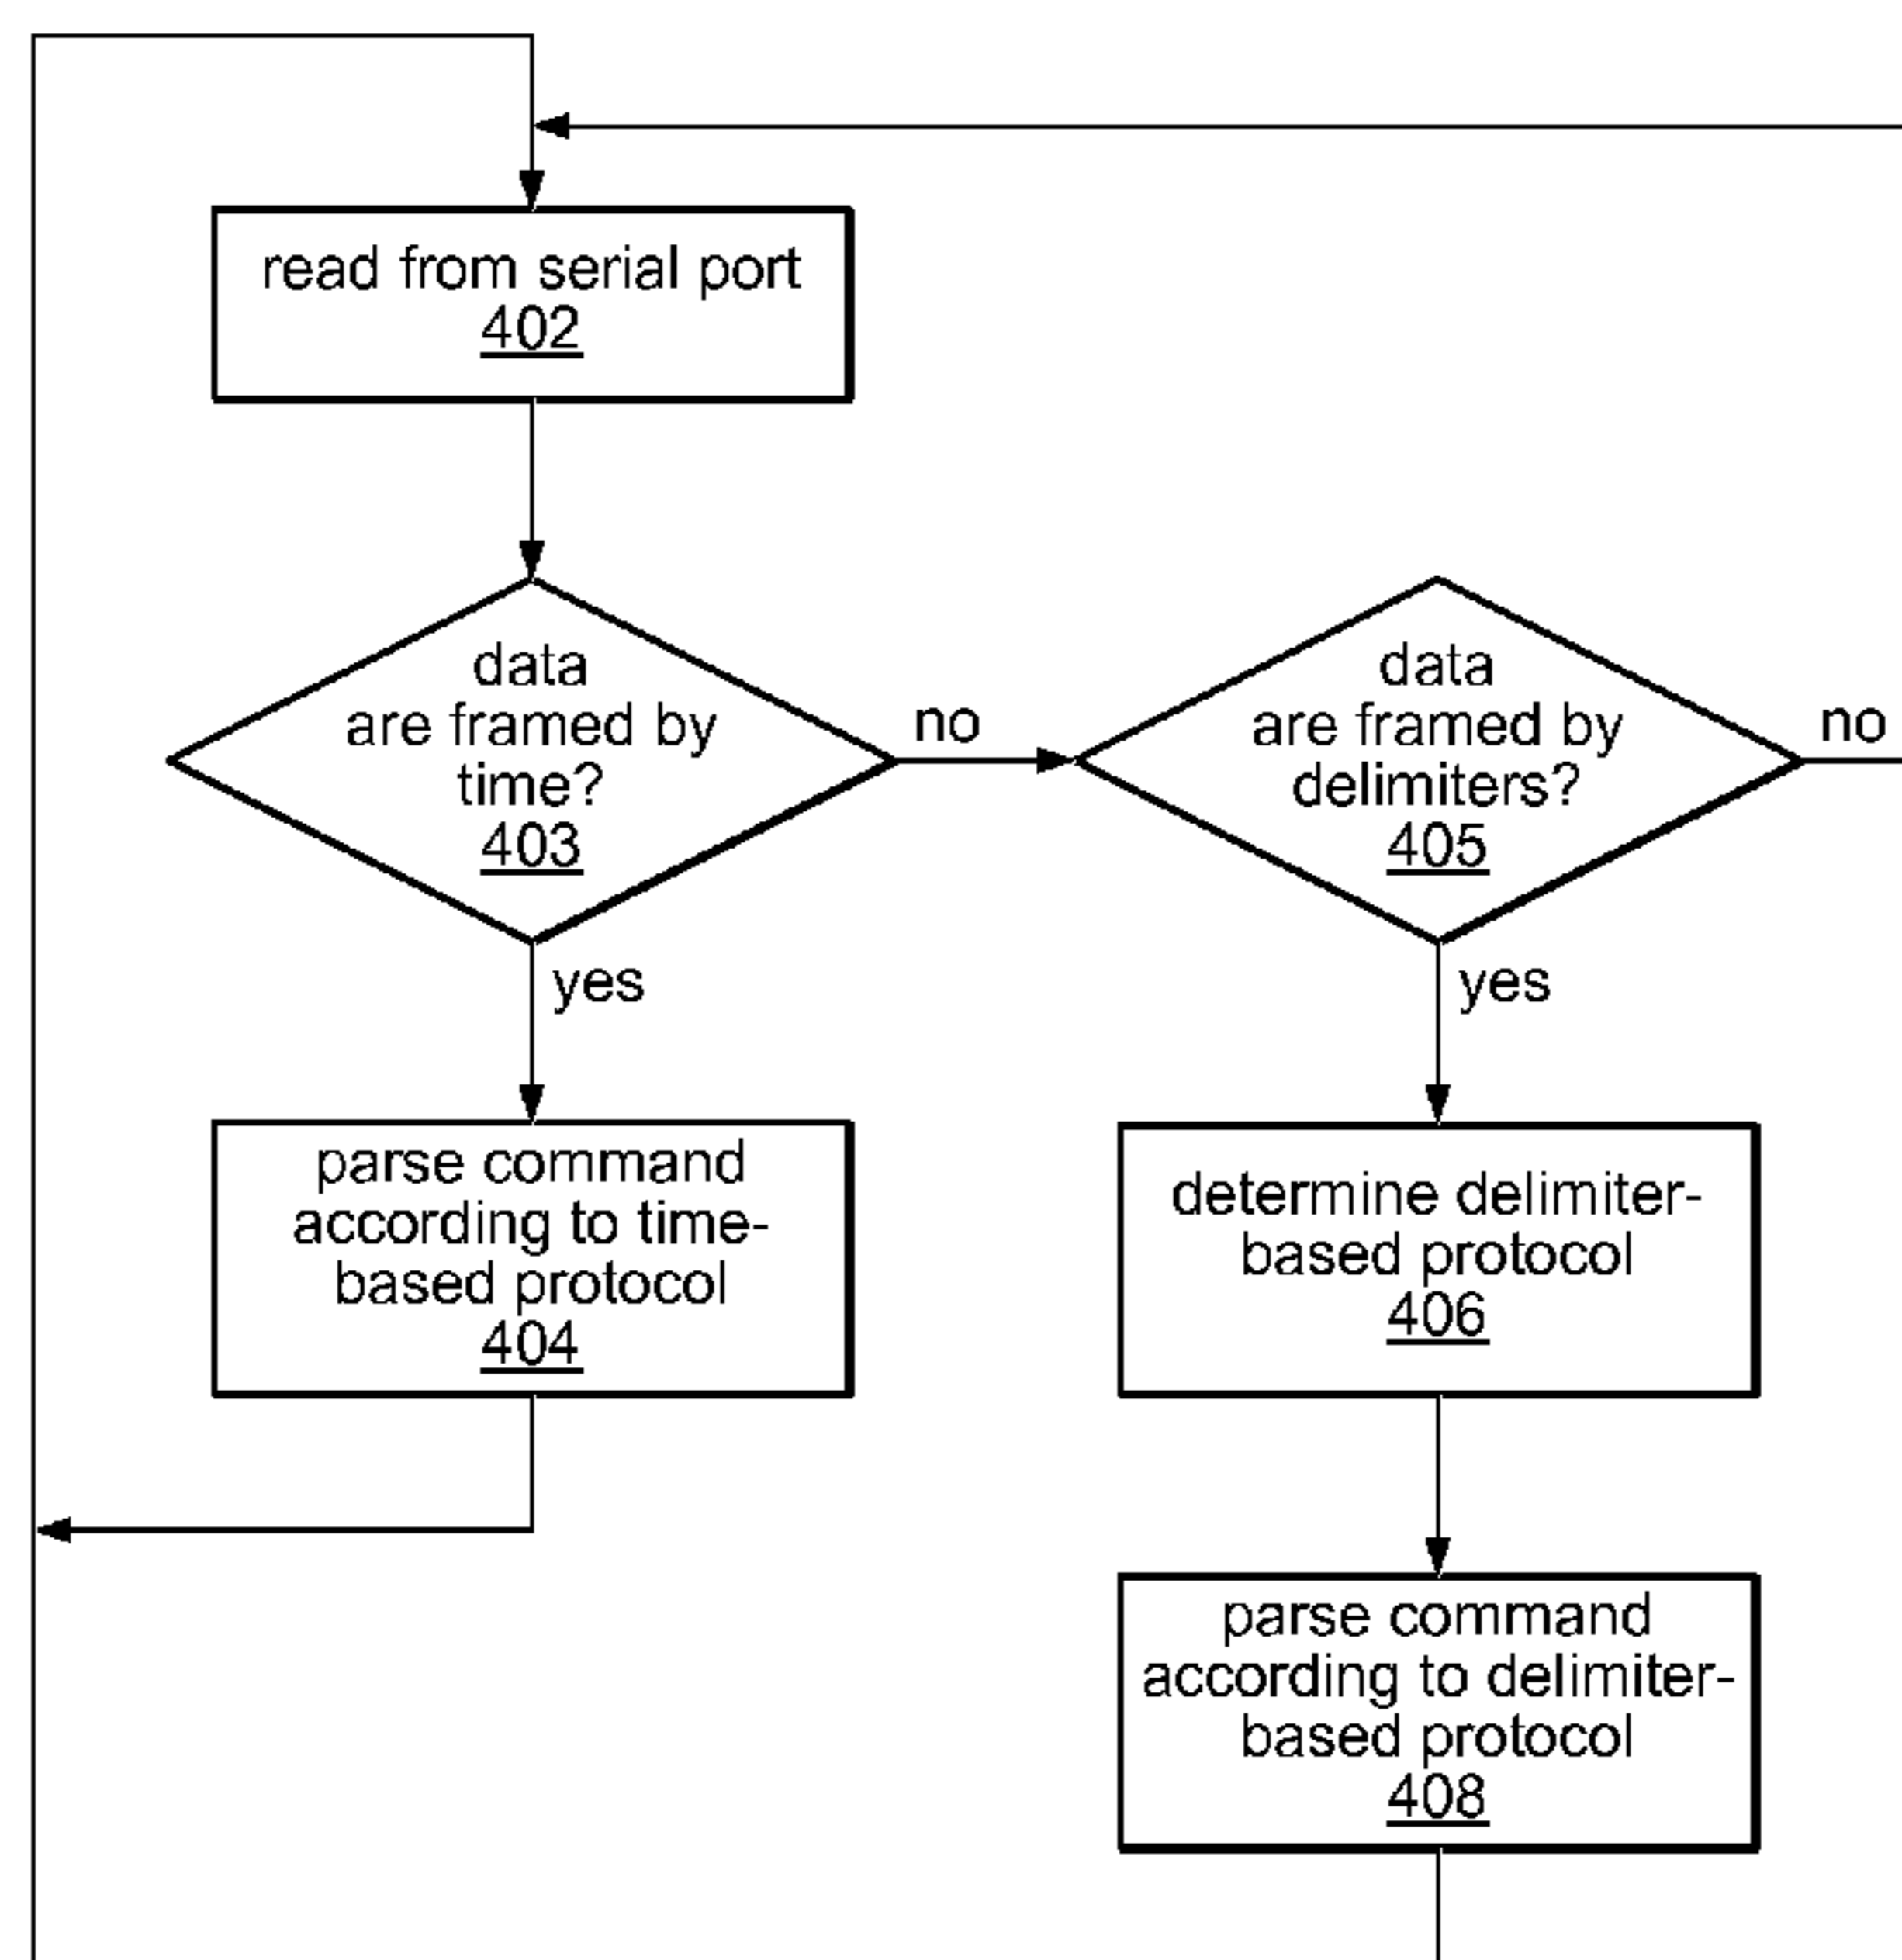 read from serial port
402
data
are framed by
time?
403
no
data
are framed by
delimiters?
405
no
yes
yes
parse command
according to time-
based protocol
404
determine delimiter-
based protocol
406
parse command
according to delimiter-
based protocol
408